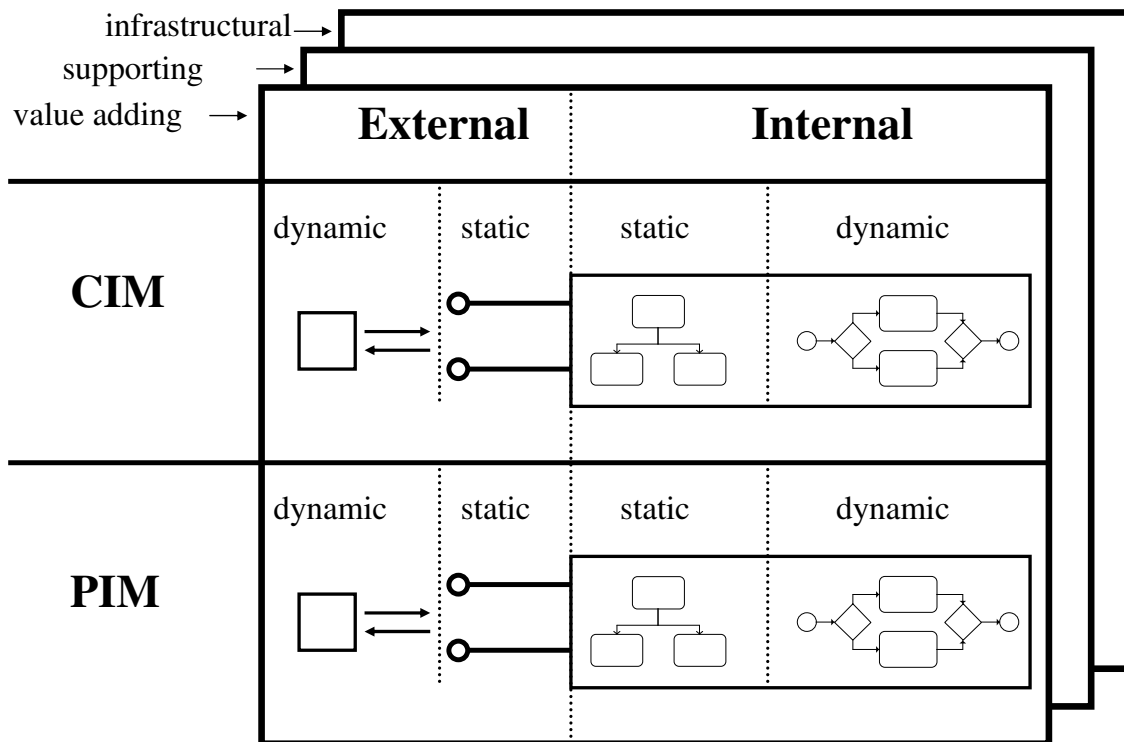 infrastructural
supporting
value adding
External Internal
dynamic static static dynamic
CIM
dynamic static static dynamic
PIM